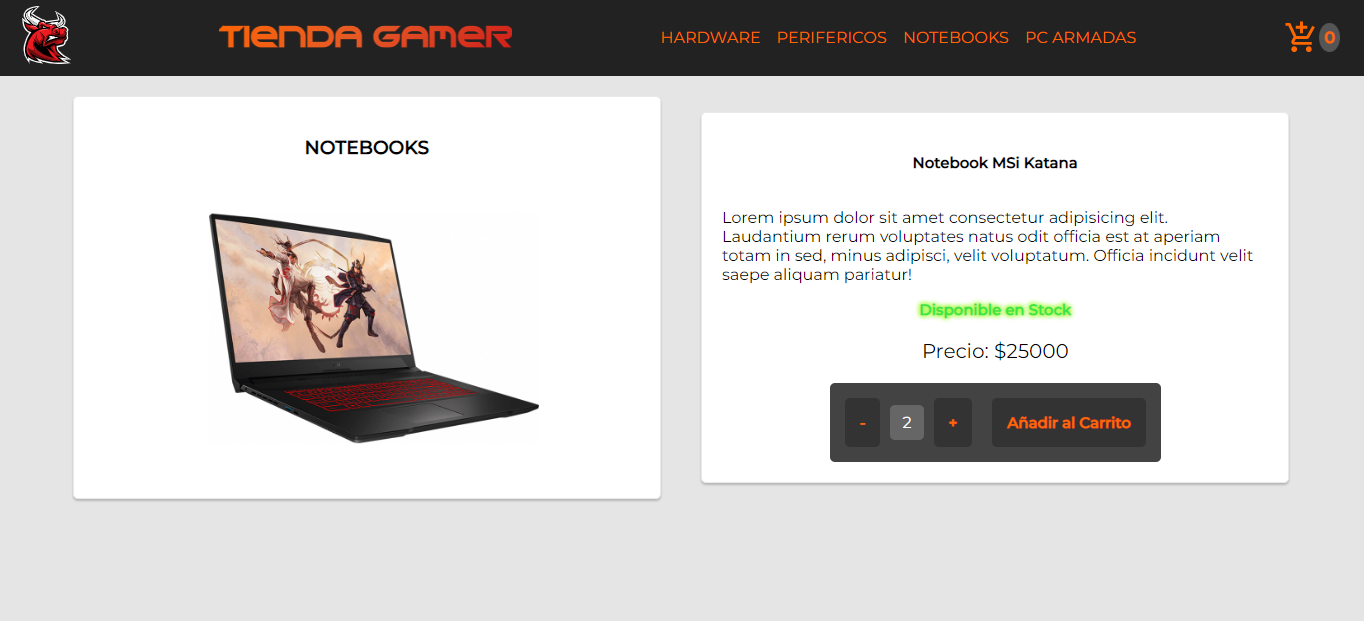 TIENDA GAMER
HARDWARE PERIFERICOS NOTEBOOKS PC ARMADAS
0
NOTEBOOKS
Notebook MSi Katana
Lorem ipsum dolor sit amet consectetur adipisicing elit.
Laudantium rerum voluptates natus odit officia est at aperiam
totam in sed, minus adipisci, velit voluptatum. Officia incidunt velit
saepe aliquam pariatur!
Disponible en Stock
Precio: $25000
- 2 + Añadir al Carrito